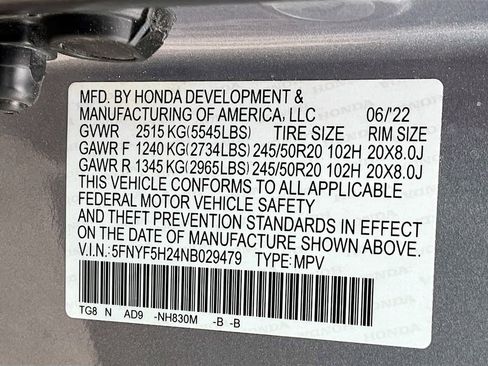 MFD. BY HONDA DEVELOPMENT &
MANUFACTURING OF AMERICA, LLC 06/'22
GVWR 2515 KG(5545LBS) TIRE SIZE RIM SIZE
GAWR F 1240 KG(2734LBS) 245/50R20 102H 20X8.0J
GAWR R 1345 KG(2965LBS) 245/50R20 102H 20X8.0J
THIS VEHICLE CONFORMS TO ALL APPLICABLE
FEDERAL MOTOR VEHICLE SAFETY
AND THEFT PREVENTION STANDARDS IN EFFECT
ON THE DATE OF MANUFACTURE SHOWN ABOVE.
V.I.N.: 5FNYF5H24NB029479 TYPE: MPV
TG8 N AD9 -NH830M -B -B